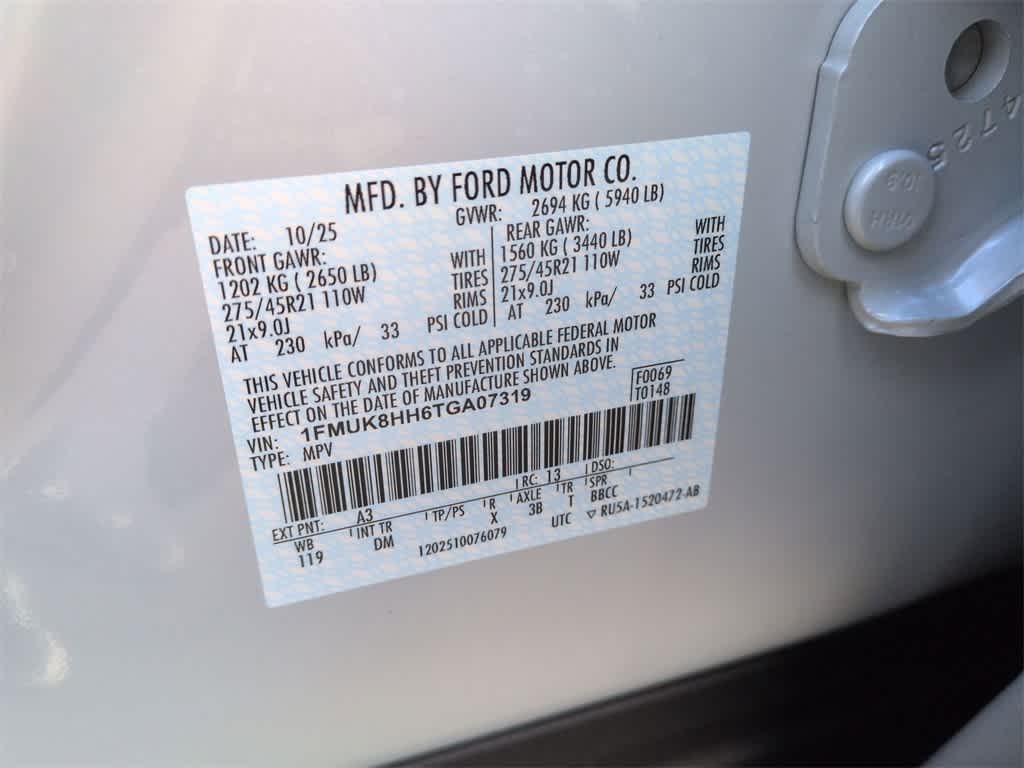 MFD. BY FORD MOTOR CO.
DATE: 10/25 GVWR: 2694 KG ( 5940 LB)
FRONT GAWR: WITH REAR GAWR: WITH
1202 KG ( 2650 LB) TIRES 1560 KG ( 3440 LB) TIRES
275/45R21 110W RIMS 275/45R21 110W RIMS
21x9.0J PSI COLD 21x9.0J PSI COLD
AT 230 kPa/ 33 AT 230 kPa/ 33
THIS VEHICLE CONFORMS TO ALL APPLICABLE FEDERAL MOTOR
VEHICLE SAFETY AND THEFT PREVENTION STANDARDS IN
EFFECT ON THE DATE OF MANUFACTURE SHOWN ABOVE.
VIN: 1FMUK8HH6TGA07319 F0069
TYPE: MPV T0148
EXT PNT: A3 RC: 13 DSO:
WB INT TR TP/PS R AXLE TR SPR
119 DM X 3B T BBCC
1202510076079 UTC ▽ RU5A-1520472-AB
4725
10.9